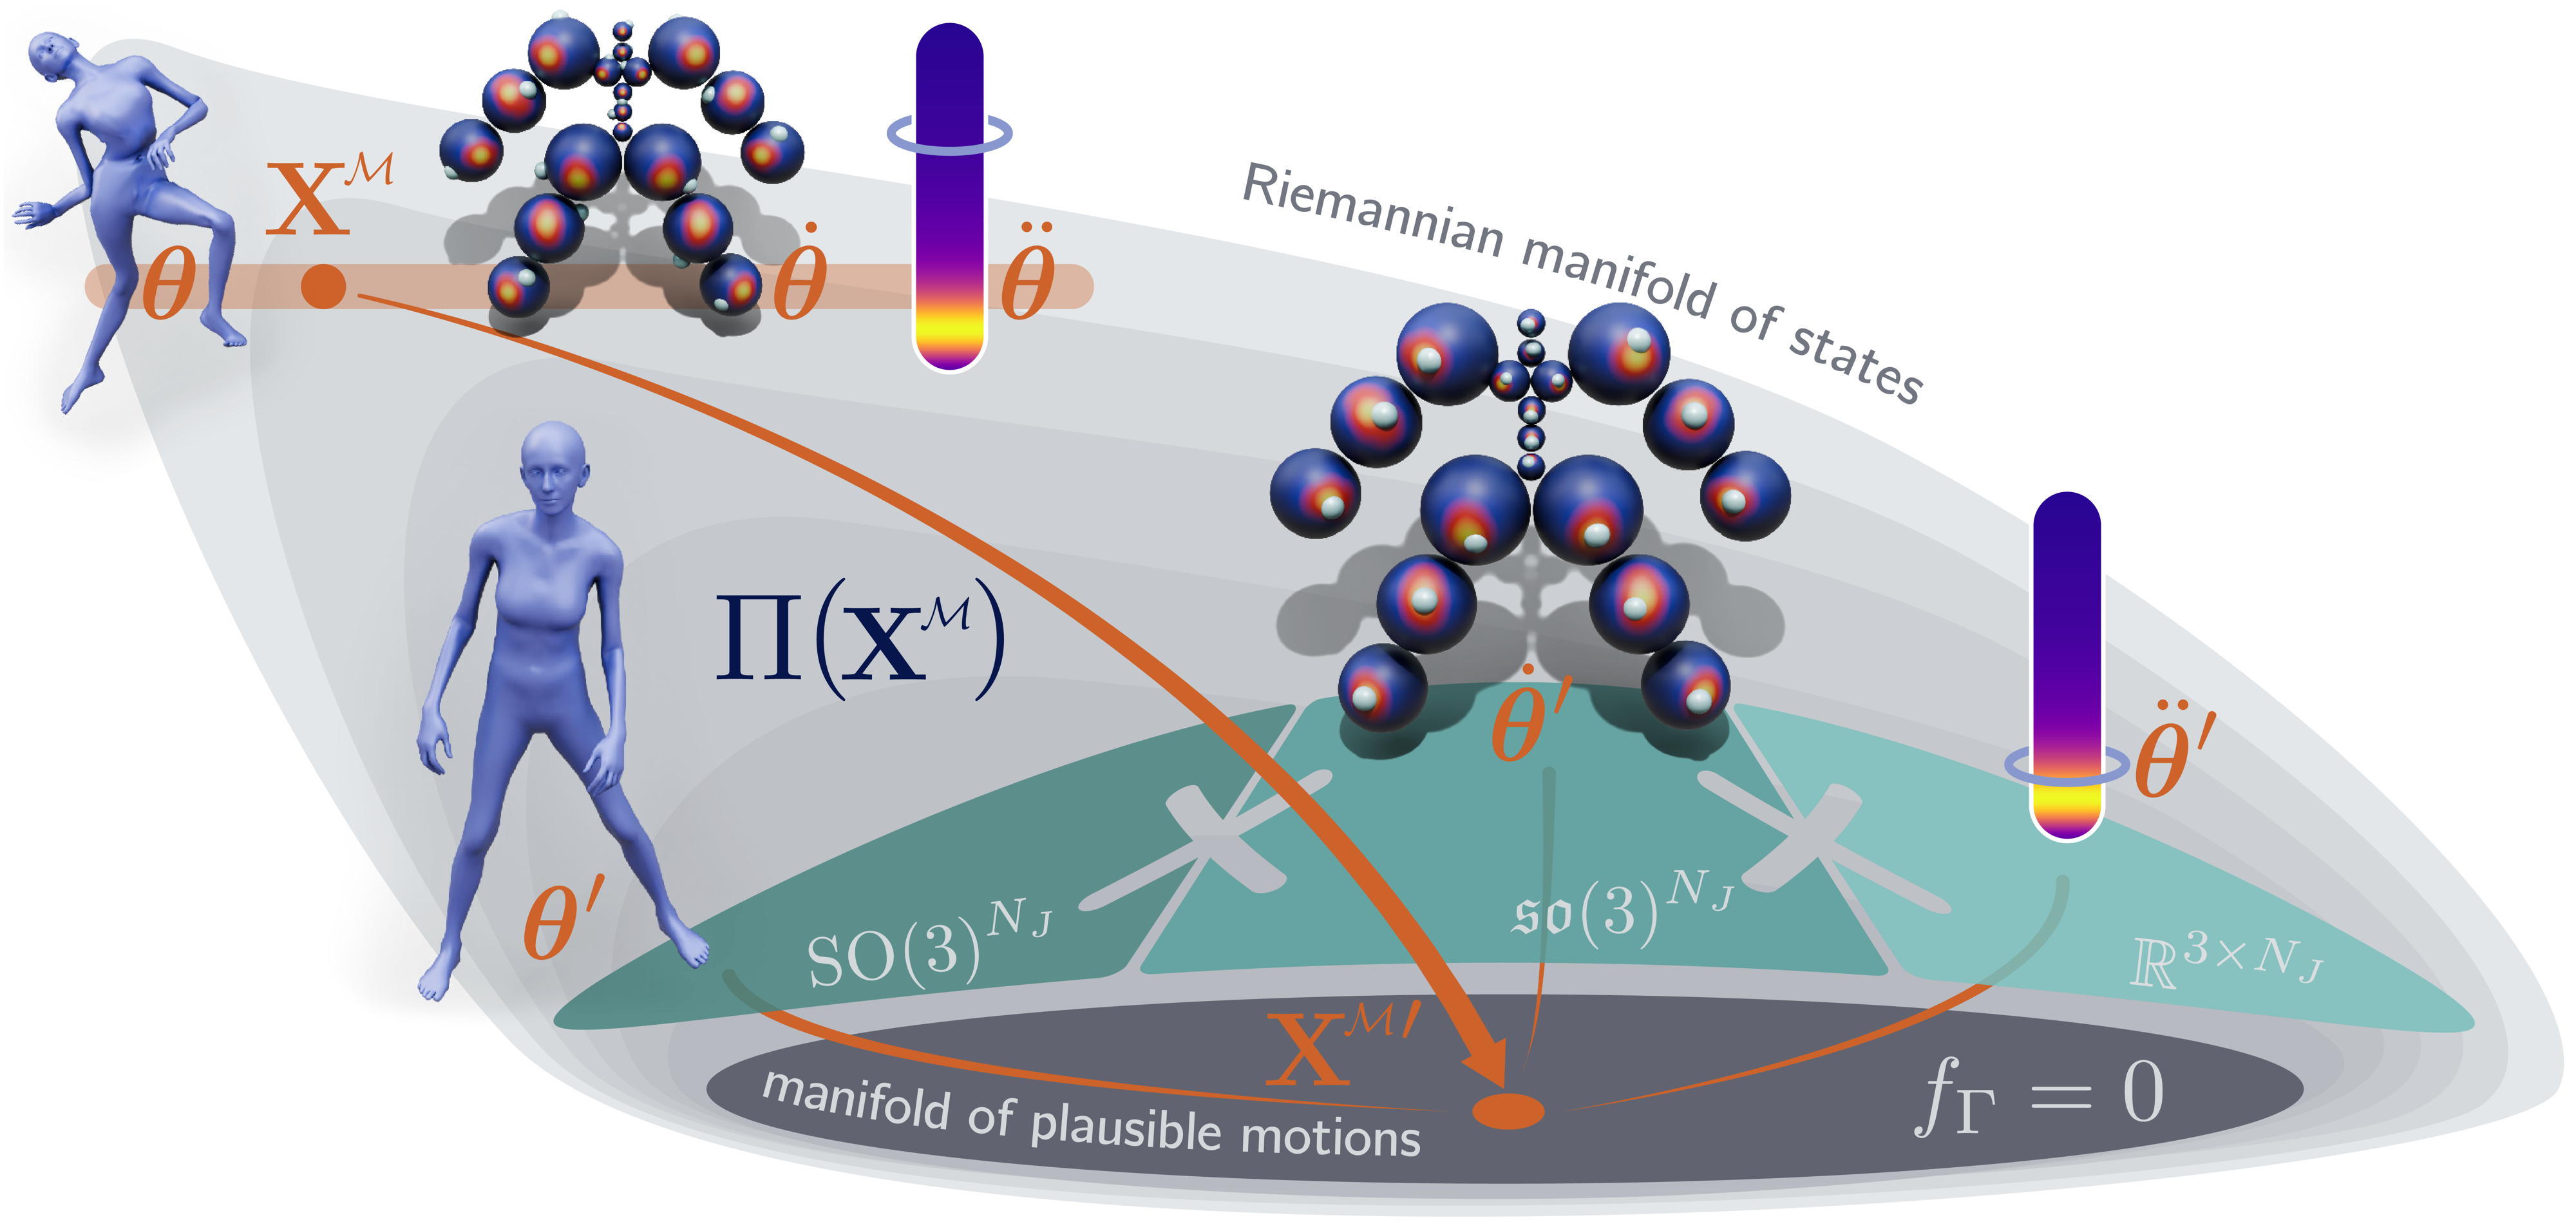 X^ℳ
θ
θ̇
θ̈
Riemannian manifold of states
Π(X^ℳ)
θ̇′
θ̈′
θ′
SO(3)^{N_J}
𝔰𝔬(3)^{N_J}
ℝ^{3×N_J}
X^ℳ′
manifold of plausible motions
f_Γ = 0